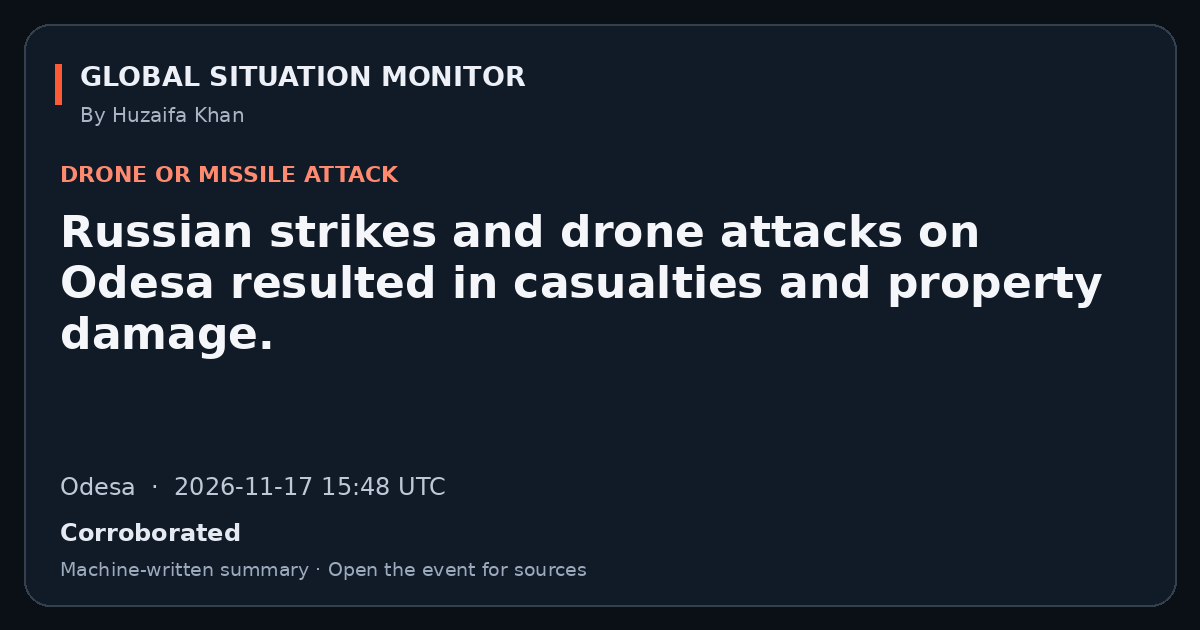 GLOBAL SITUATION MONITOR
By Huzaifa Khan
DRONE OR MISSILE ATTACK
Russian strikes and drone attacks on
Odesa resulted in casualties and property
damage.
Odesa · 2026-11-17 15:48 UTC
Corroborated
Machine-written summary · Open the event for sources